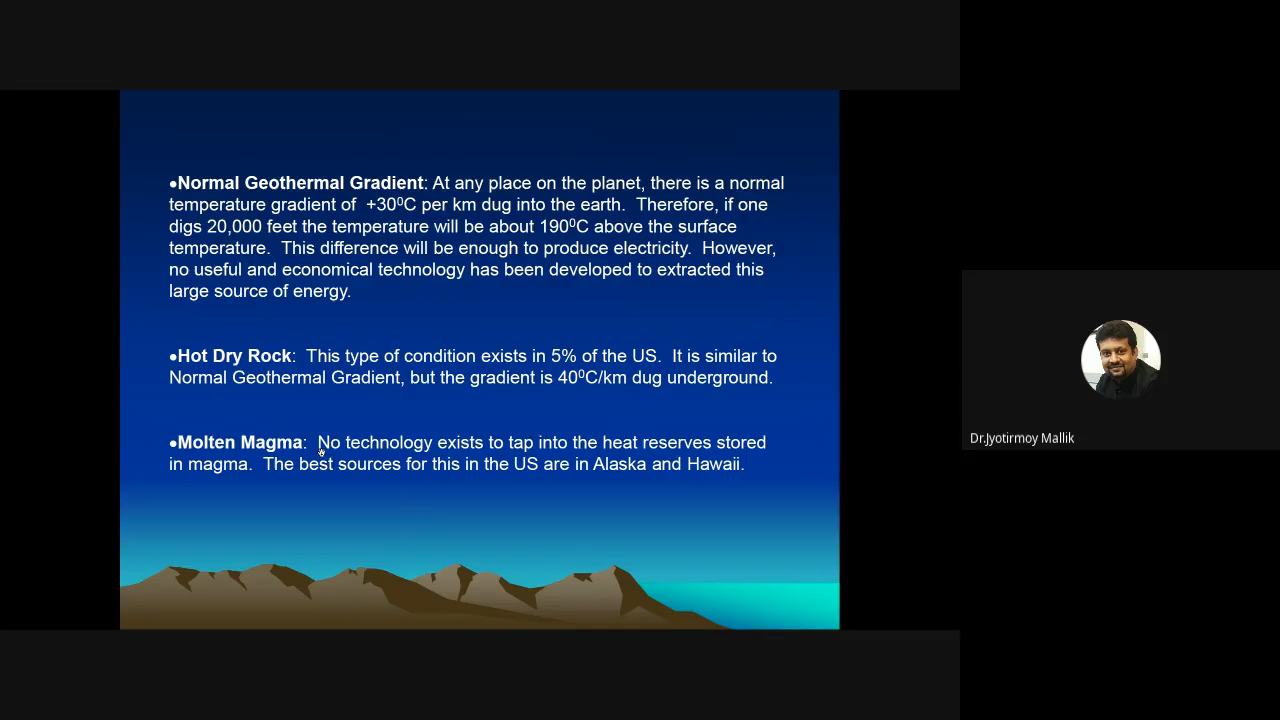 •Normal Geothermal Gradient: At any place on the planet, there is a normal
temperature gradient of +30⁰C per km dug into the earth. Therefore, if one
digs 20,000 feet the temperature will be about 190⁰C above the surface
temperature. This difference will be enough to produce electricity. However,
no useful and economical technology has been developed to extracted this
large source of energy.
•Hot Dry Rock: This type of condition exists in 5% of the US. It is similar to
Normal Geothermal Gradient, but the gradient is 40⁰C/km dug underground.
•Molten Magma: No technology exists to tap into the heat reserves stored
in magma. The best sources for this in the US are in Alaska and Hawaii.
Dr.Jyotirmoy Mallik